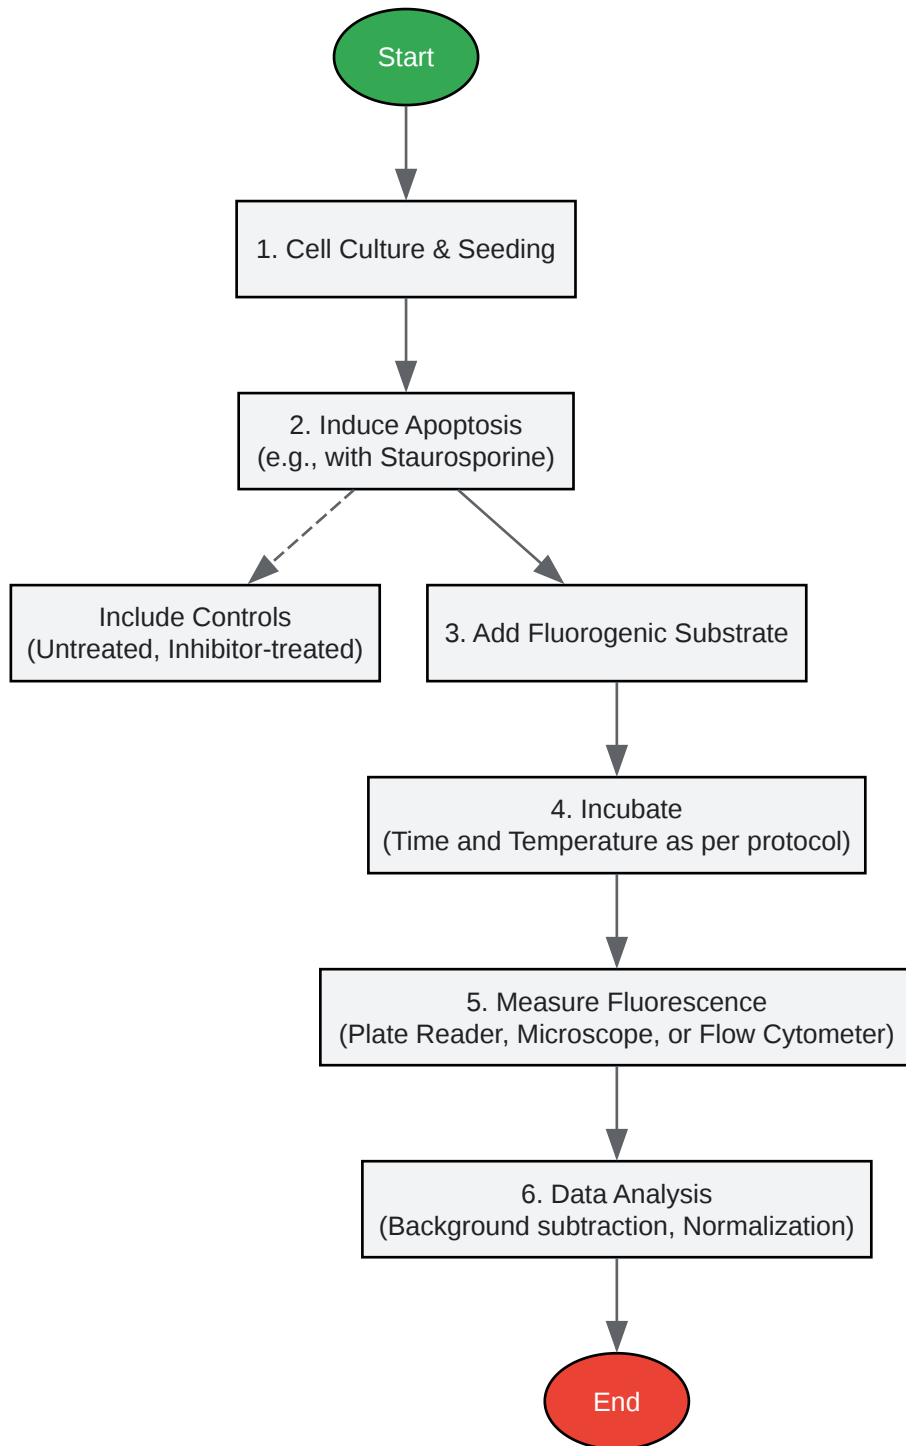 Start
1. Cell Culture & Seeding
2. Induce Apoptosis
(e.g., with Staurosporine)
Include Controls
(Untreated, Inhibitor-treated)
3. Add Fluorogenic Substrate
4. Incubate
(Time and Temperature as per protocol)
5. Measure Fluorescence
(Plate Reader, Microscope, or Flow Cytometer)
6. Data Analysis
(Background subtraction, Normalization)
End